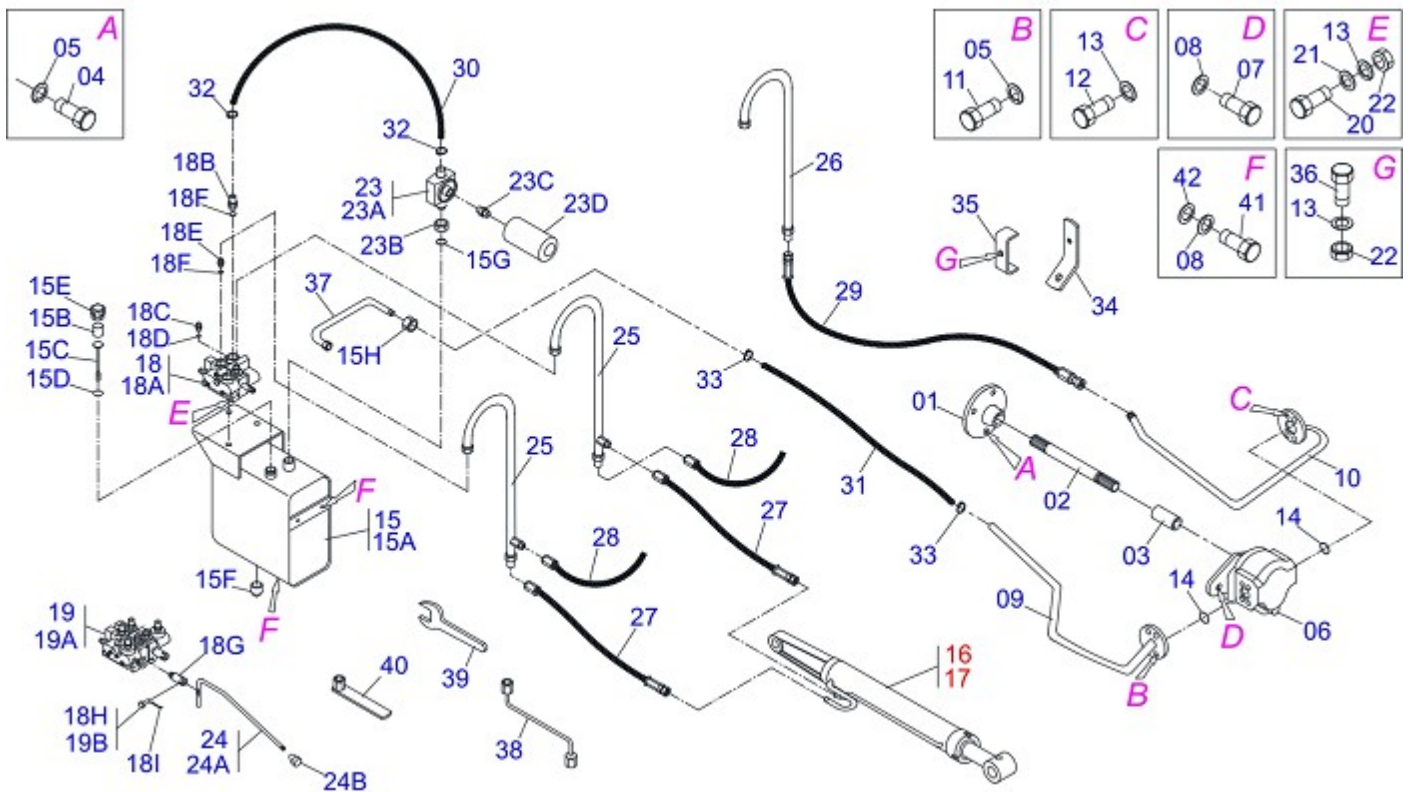 A
05
04
32
30
32
18B
18F
18E
18F
23
23A
23C
23D
23B
15G
15E
15B
15C
15D
18C
18D
18
18A
37
15H
25
E
25
28
F
15
15A
28
27
15F
F
27
19
19A
18G
18H
19B
18I
24
24A
24B
40
39
38
16
17
26
29
33
31
33
35
G
34
01
A
02
03
C
10
14
14
09
06
D
B
B
05
11
C
13
12
D
08
07
E
13
21
22
20
F
42
41
08
G
36
13
22